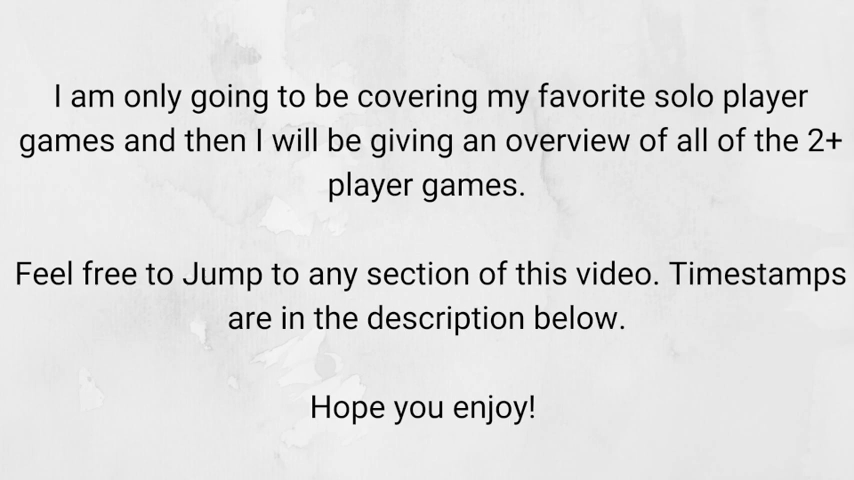 I am only going to be covering my favorite solo player
games and then I will be giving an overview of all of the 2+
player games.
Feel free to Jump to any section of this video. Timestamps
are in the description below.
Hope you enjoy!